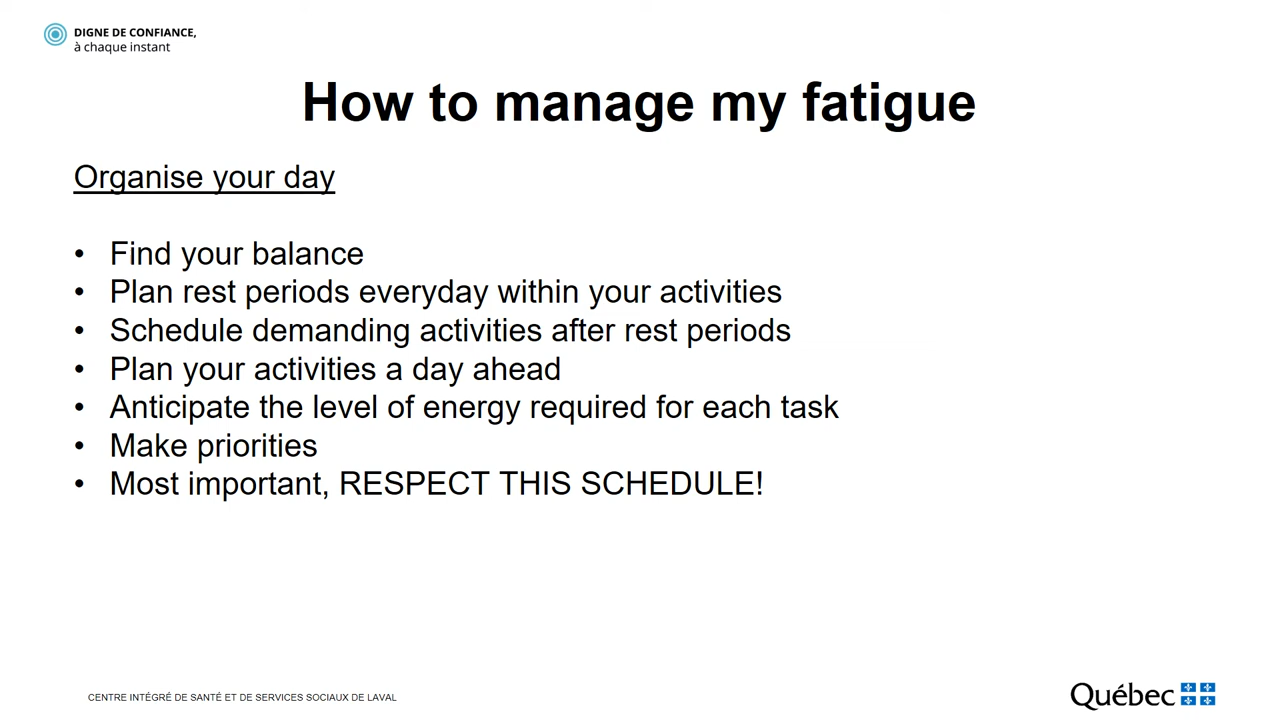 DIGNE DE CONFIANCE,
à chaque instant
How to manage my fatigue
Organise your day
• Find your balance
• Plan rest periods everyday within your activities
• Schedule demanding activities after rest periods
• Plan your activities a day ahead
• Anticipate the level of energy required for each task
• Make priorities
• Most important, RESPECT THIS SCHEDULE!
CENTRE INTÉGRÉ DE SANTÉ ET DE SERVICES SOCIAUX DE LAVAL
Québec